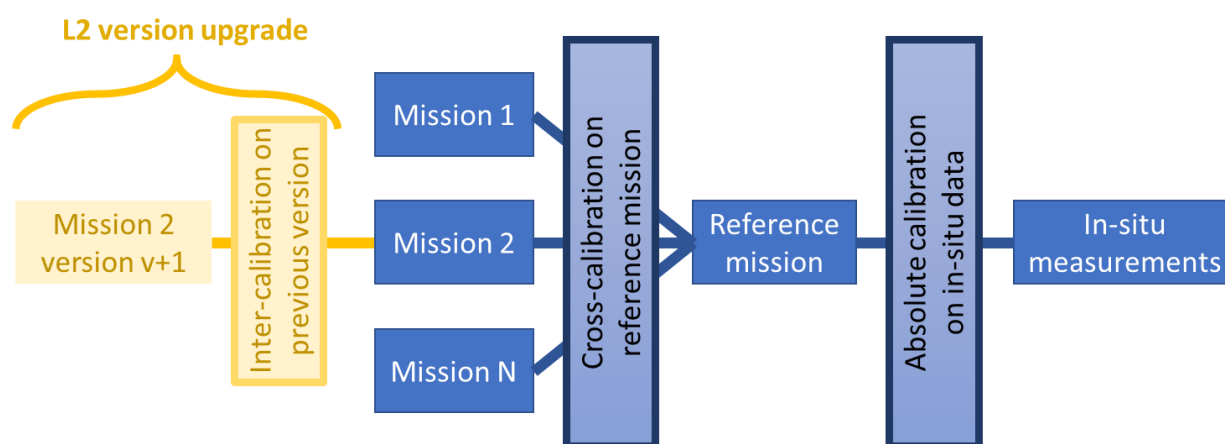 L2 version upgrade
Mission 2
version v+1
Inter-calibration on
previous version
Mission 1
Mission 2
Mission N
Cross-calibration on
reference mission
Reference
mission
Absolute calibration
on in-situ data
In-situ
measurements